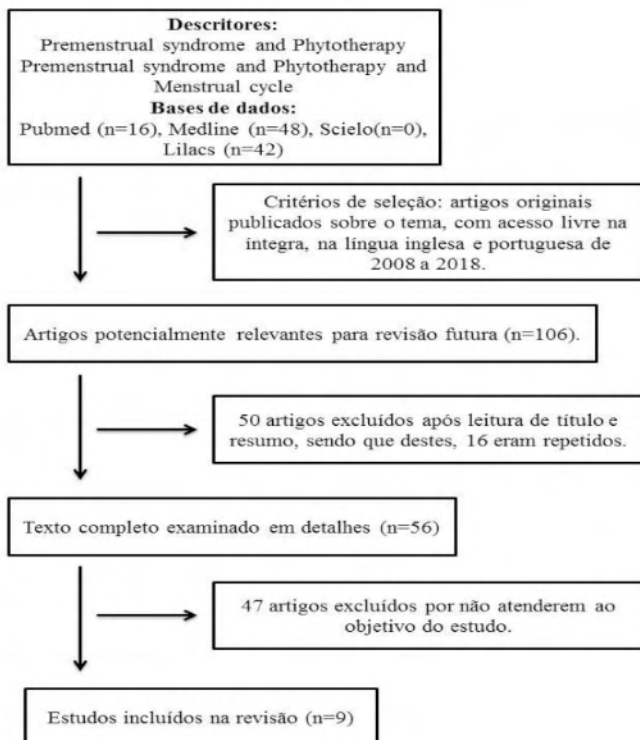 Descritores:
Premenstrual syndrome and Phytotherapy
Premenstrual syndrome and Phytotherapy and
Menstrual cycle
Bases de dados:
Pubmed (n=16), Medline (n=48), Scielo(n=0),
Lilacs (n=42)
Critérios de seleção: artigos originais
publicados sobre o tema, com acesso livre na
íntegra, na língua inglesa e portuguesa de
2008 a 2018.
Artigos potencialmente relevantes para revisão futura (n=106).
50 artigos excluídos após leitura de título e
resumo, sendo que destes, 16 eram repetidos.
Texto completo examinado em detalhes (n=56)
47 artigos excluídos por não atenderem ao
objetivo do estudo.
Estudos incluídos na revisão (n=9)